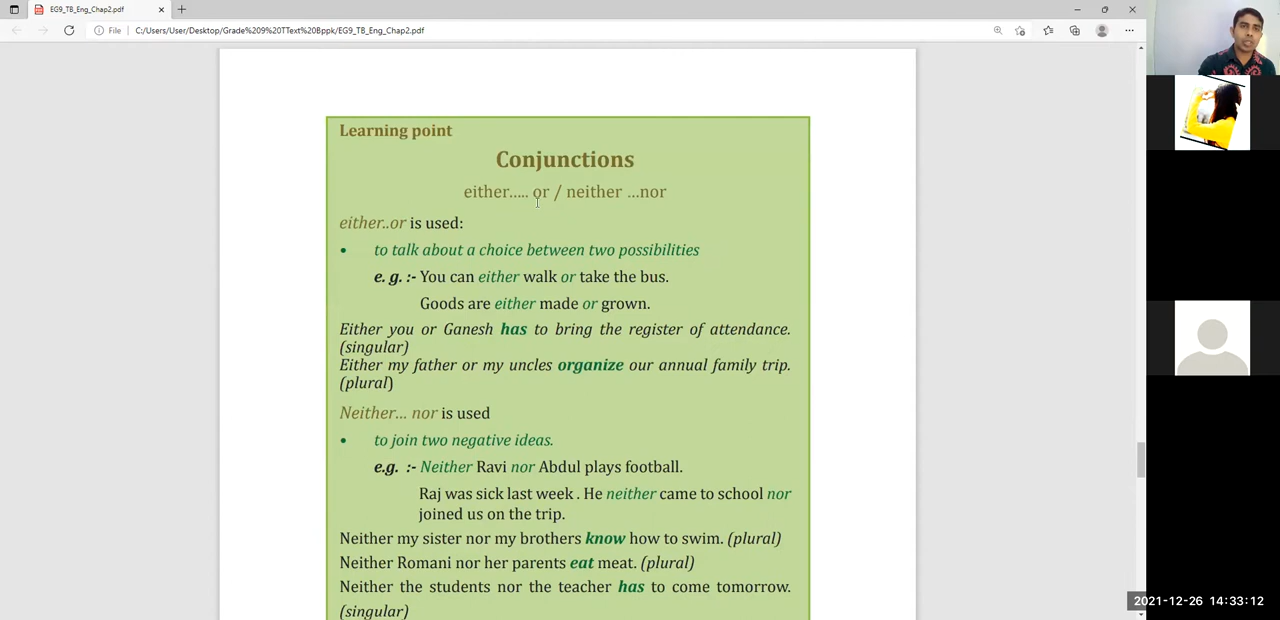 EG9_TB_Eng_Chap2.pdf
File C:/Users/User/Desktop/Grade%209%20TText%20Bppk/EG9_TB_Eng_Chap2.pdf
Learning point
Conjunctions
either..... or / neither ...nor
either..or is used:
• to talk about a choice between two possibilities
e. g. :- You can either walk or take the bus.
Goods are either made or grown.
Either you or Ganesh has to bring the register of attendance.
(singular)
Either my father or my uncles organize our annual family trip.
(plural)
Neither... nor is used
• to join two negative ideas.
e.g. :- Neither Ravi nor Abdul plays football.
Raj was sick last week . He neither came to school nor
joined us on the trip.
Neither my sister nor my brothers know how to swim. (plural)
Neither Romani nor her parents eat meat. (plural)
Neither the students nor the teacher has to come tomorrow.
(singular)
2021-12-26 14:33:12